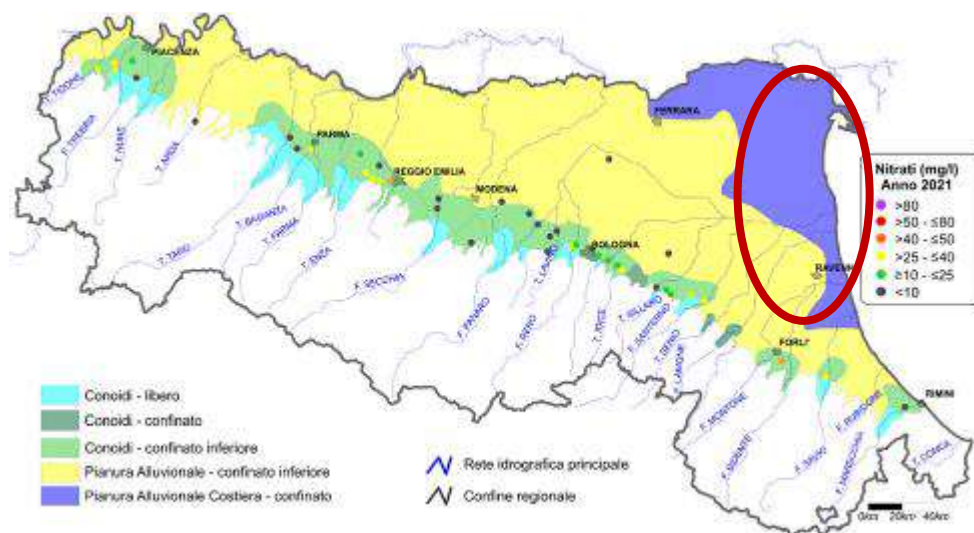 PIACENZA
T. TIDONE
F. TREBBIA
F. NURE
T. ARDA
PARMA
REGGIO EMILIA
MODENA
FERRARA
BOLOGNA
RAVENNA
FORLI'
RIMINI
T. TARO
T. BAGANZA
T. PARMA
T. ENZA
F. SECCHIA
F. PANARO
F. RENO
T. LAVINO
T. IDICE
T. SILLARO
F. SANTERNO
T. SENIO
F. LAMONE
F. MONTONE
F. SAVIO
F. RUBICONE
T. CONCA
Nitrati (mg/l)
Anno 2021
>80
>50 - ≤80
>40 - ≤50
>25 - ≤40
≥10 - ≤25
<10
Conoidi - libero
Conoidi - confinato
Conoidi - confinato inferiore
Pianura Alluvionale - confinato inferiore
Pianura Alluvionale Costiera - confinato
Rete idrografica principale
Confine regionale
0km 20km 40km